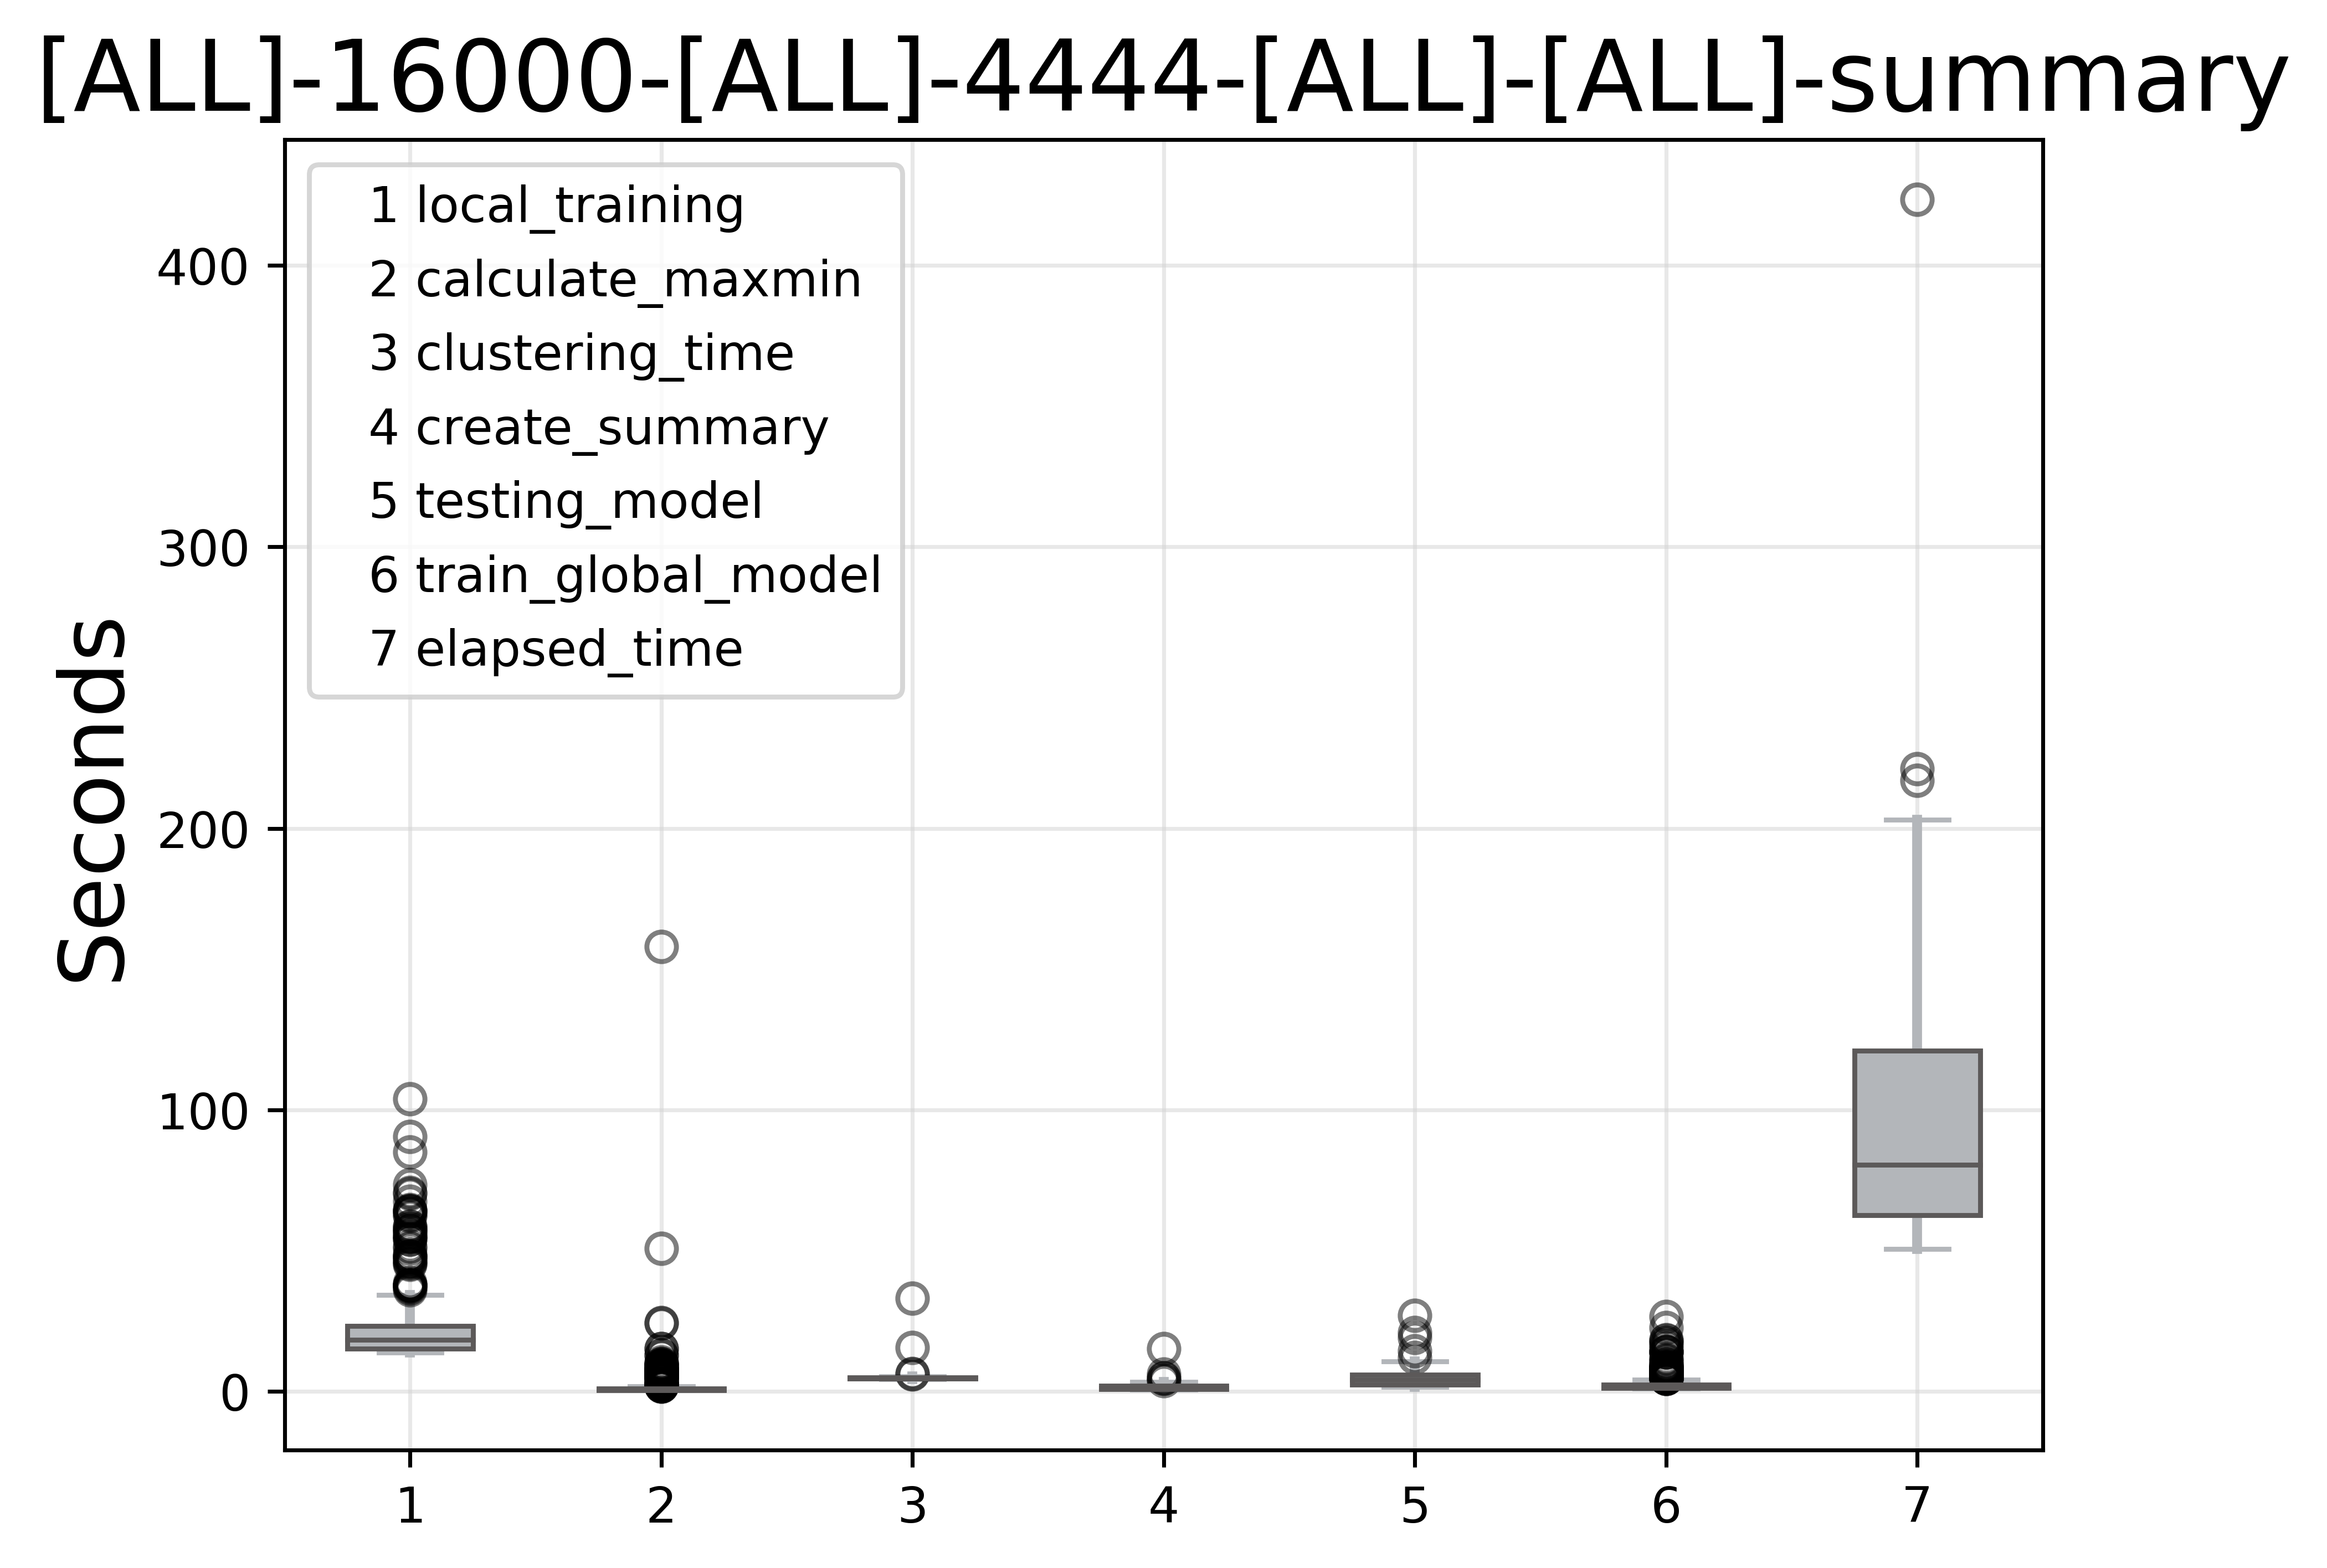 [ALL]-16000-[ALL]-4444-[ALL]-[ALL]-summary
1 local_training
2 calculate_maxmin
3 clustering_time
4 create_summary
5 testing_model
6 train_global_model
7 elapsed_time
Seconds
400
300
200
100
0
1 2 3 4 5 6 7